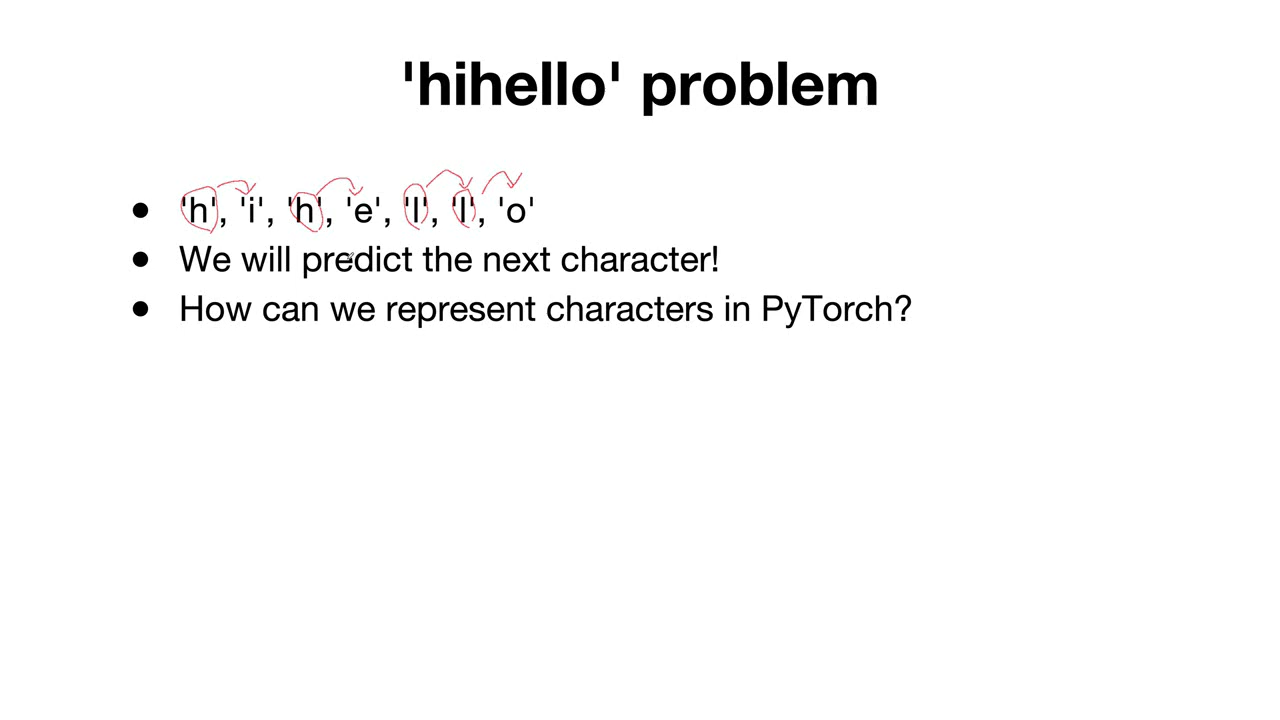 'hihello' problem
● 'h', 'i', 'h', 'e', 'l', 'l', 'o'
● We will predict the next character!
● How can we represent characters in PyTorch?